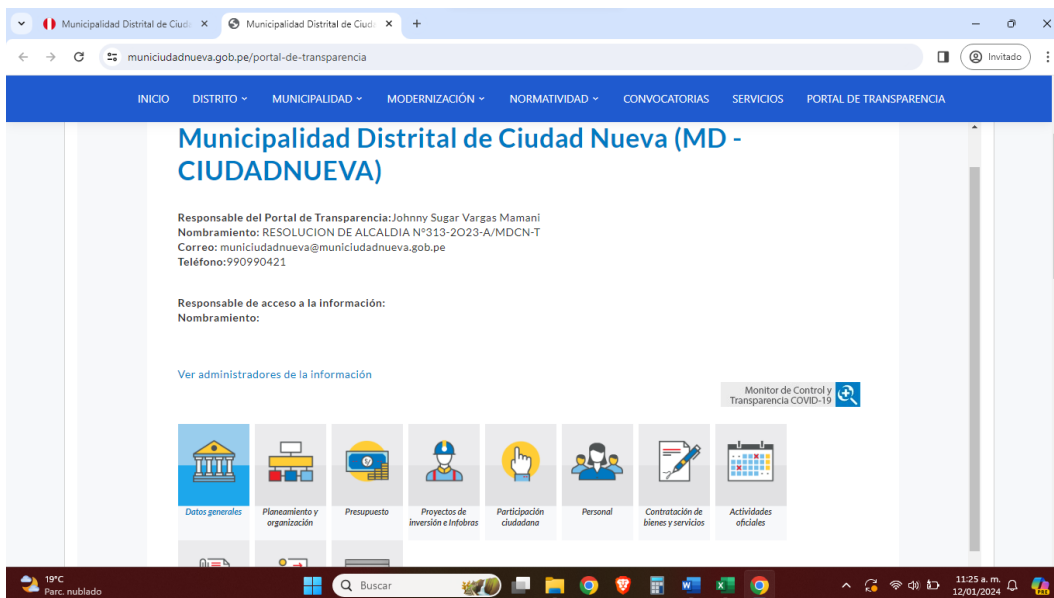 Municipalidad Distrital de Ciuda
Municipalidad Distrital de Ciuda
municiudadnueva.gob.pe/portal-de-transparencia
Invitado
INICIO DISTRITO MUNICIPALIDAD MODERNIZACIÓN NORMATIVIDAD CONVOCATORIAS SERVICIOS PORTAL DE TRANSPARENCIA
Municipalidad Distrital de Ciudad Nueva (MD -
CIUDADNUEVA)
Responsable del Portal de Transparencia:Johnny Sugar Vargas Mamani
Nombramiento: RESOLUCION DE ALCALDIA N°313-2O23-A/MDCN-T
Correo: municiudadnueva@municiudadnueva.gob.pe
Teléfono:990990421
Responsable de acceso a la información:
Nombramiento:
Ver administradores de la información
Monitor de Control y
Transparencia COVID-19
Datos generales
Planeamiento y
organización
Presupuesto
Proyectos de
inversión e Infobras
Participación
ciudadana
Personal
Contratación de
bienes y servicios
Actividades
oficiales
19°C
Parc. nublado
Buscar
11:25 a. m.
12/01/2024